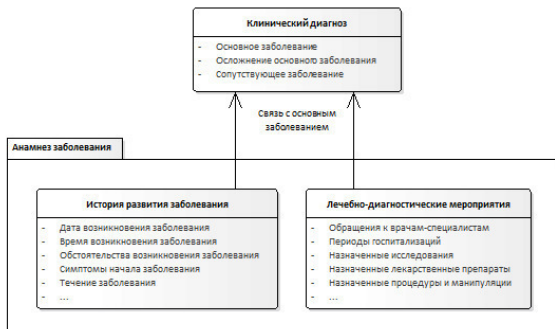 Клинический диагноз
- Основное заболевание
- Осложнение основного заболевания
- Сопутствующее заболевание
Связь с основным
заболеванием
Анамнез заболевания
История развития заболевания
- Дата возникновения заболевания
- Время возникновения заболевания
- Обстоятельства возникновения заболевания
- Симптомы начала заболевания
- Течение заболевания
- ...
Лечебно-диагностические мероприятия
- Обращения к врачам-специалистам
- Периоды госпитализаций
- Назначенные исследования
- Назначенные лекарственные препараты
- Назначенные процедуры и манипуляции
- ...